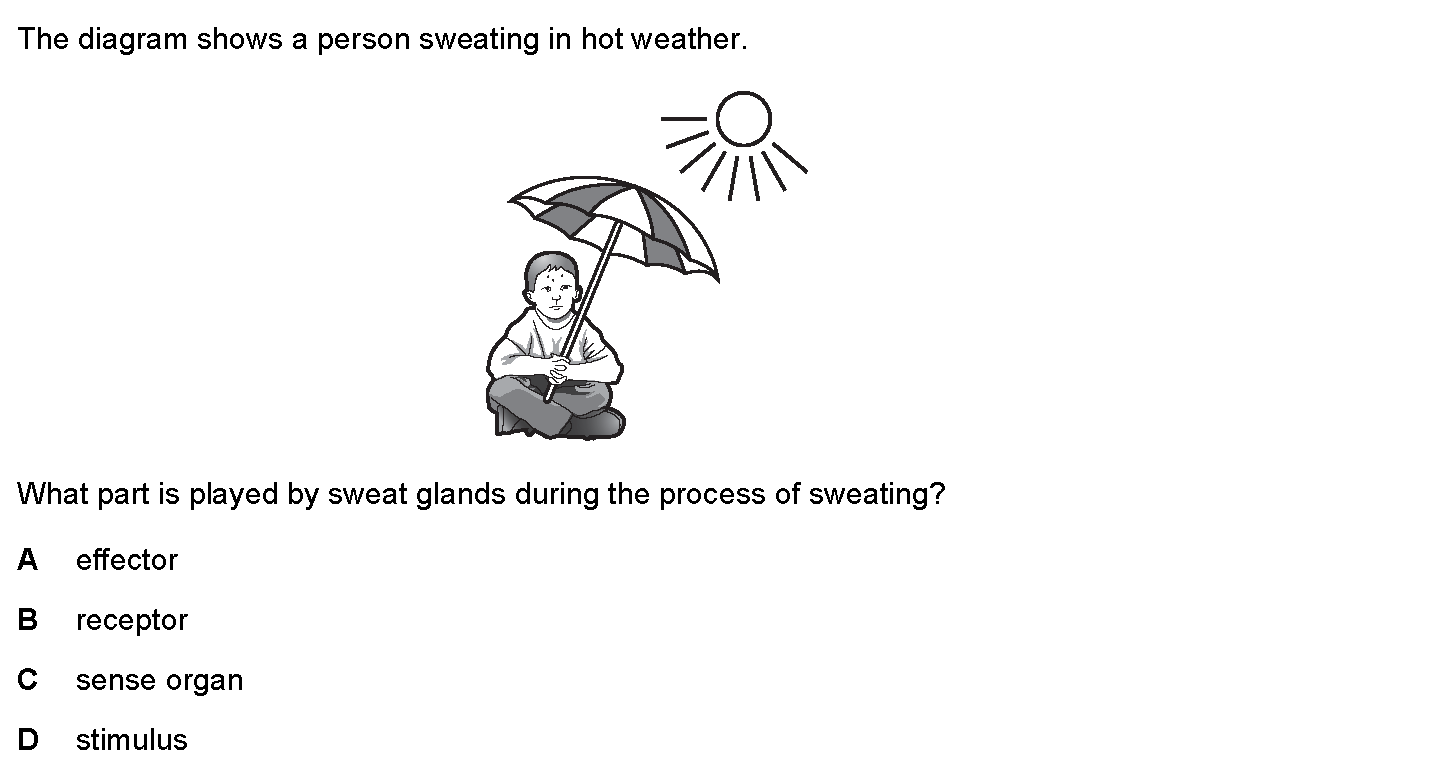 The diagram shows a person sweating in hot weather.
What part is played by sweat glands during the process of sweating?
A effector
B receptor
C sense organ
D stimulus